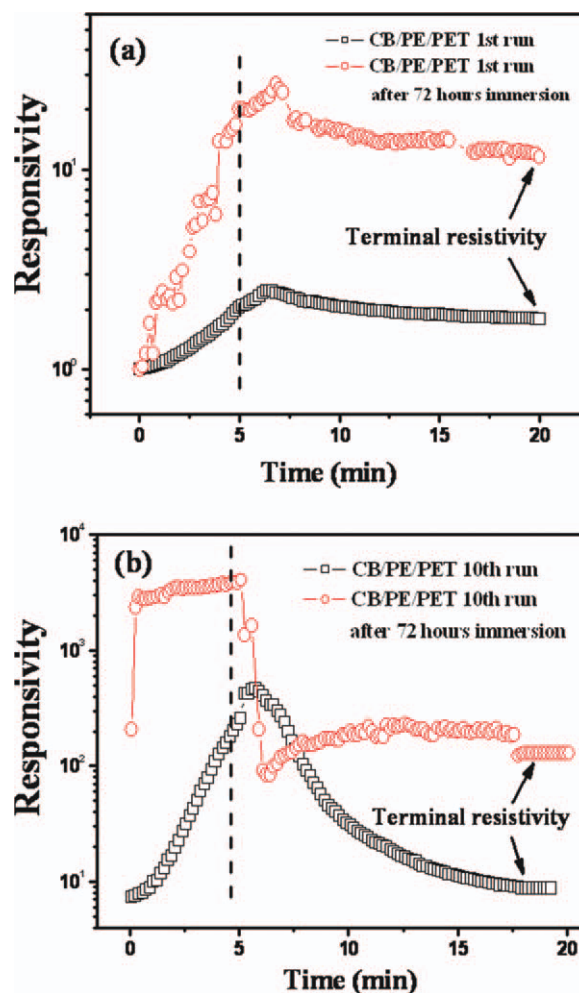 (a)
CB/PE/PET 1st run
CB/PE/PET 1st run
after 72 hours immersion
Responsivity
10¹
10⁰
Terminal resistivity
0 5 10 15 20
Time (min)
(b)
CB/PE/PET 10th run
CB/PE/PET 10th run
after 72 hours immersion
Responsivity
10⁴
10³
10²
10¹
Terminal resistivity
0 5 10 15 20
Time (min)